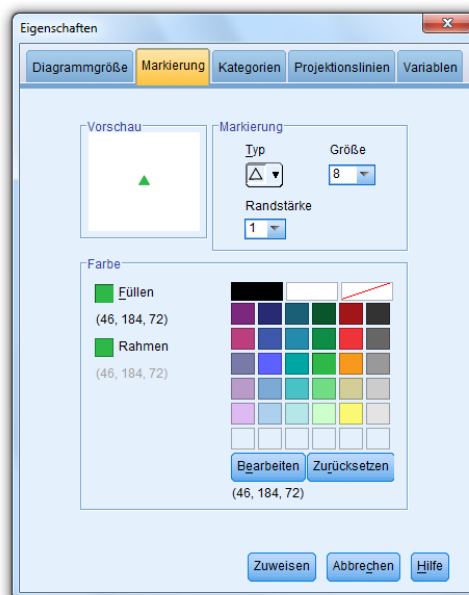 Eigenschaften
Diagrammgröße Markierung Kategorien Projektionslinien Variablen
Vorschau
Markierung
Typ Größe
8
Randstärke
1
Farbe
Füllen
(46, 184, 72)
Rahmen
(46, 184, 72)
Bearbeiten Zurücksetzen
(46, 184, 72)
Zuweisen Abbrechen Hilfe